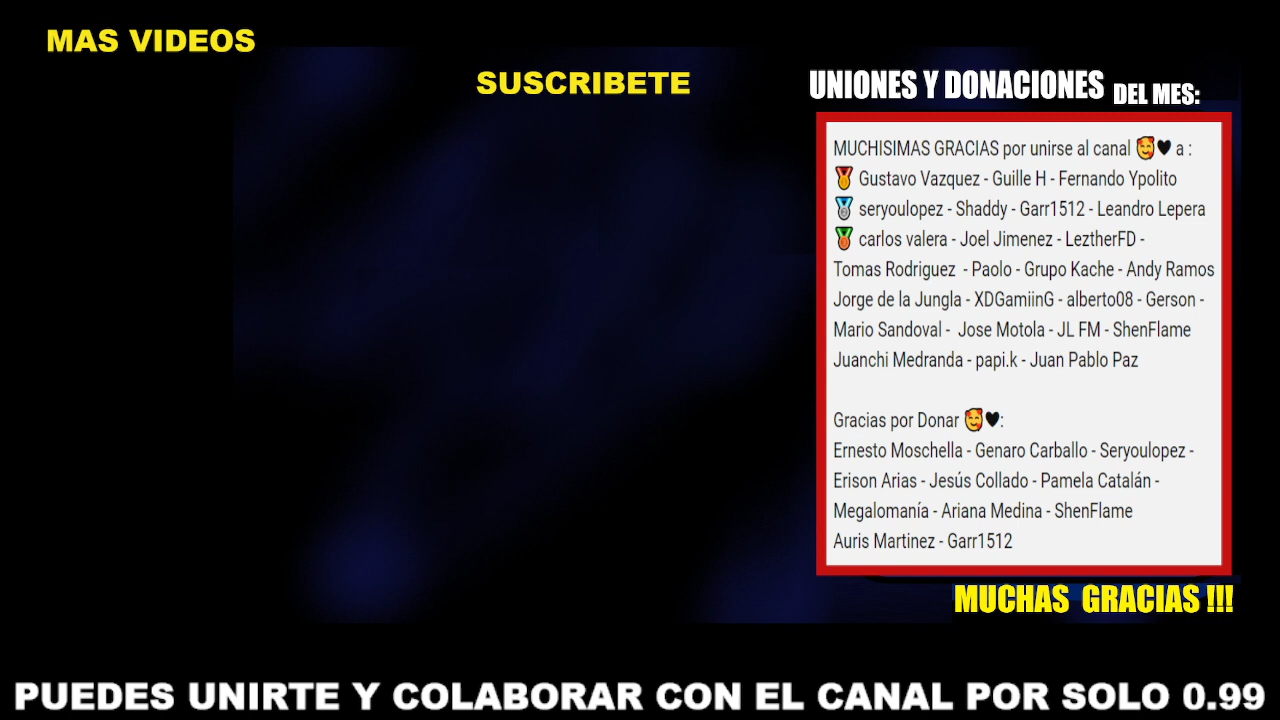 MAS VIDEOS
SUSCRIBETE
UNIONES Y DONACIONES DEL MES:
MUCHISIMAS GRACIAS por unirse al canal 🥰🖤 a :
🥇 Gustavo Vazquez - Guille H - Fernando Ypolito
🥈 seryoulopez - Shaddy - Garr1512 - Leandro Lepera
🥉 carlos valera - Joel Jimenez - LeztherFD -
Tomas Rodriguez - Paolo - Grupo Kache - Andy Ramos
Jorge de la Jungla - XDGamiinG - alberto08 - Gerson -
Mario Sandoval - Jose Motola - JL FM - ShenFlame
Juanchi Medranda - papi.k - Juan Pablo Paz
Gracias por Donar 🥰🖤:
Ernesto Moschella - Genaro Carballo - Seryoulopez -
Erison Arias - Jesús Collado - Pamela Catalán -
Megalomanía - Ariana Medina - ShenFlame
Auris Martinez - Garr1512
MUCHAS GRACIAS !!!
PUEDES UNIRTE Y COLABORAR CON EL CANAL POR SOLO 0.99